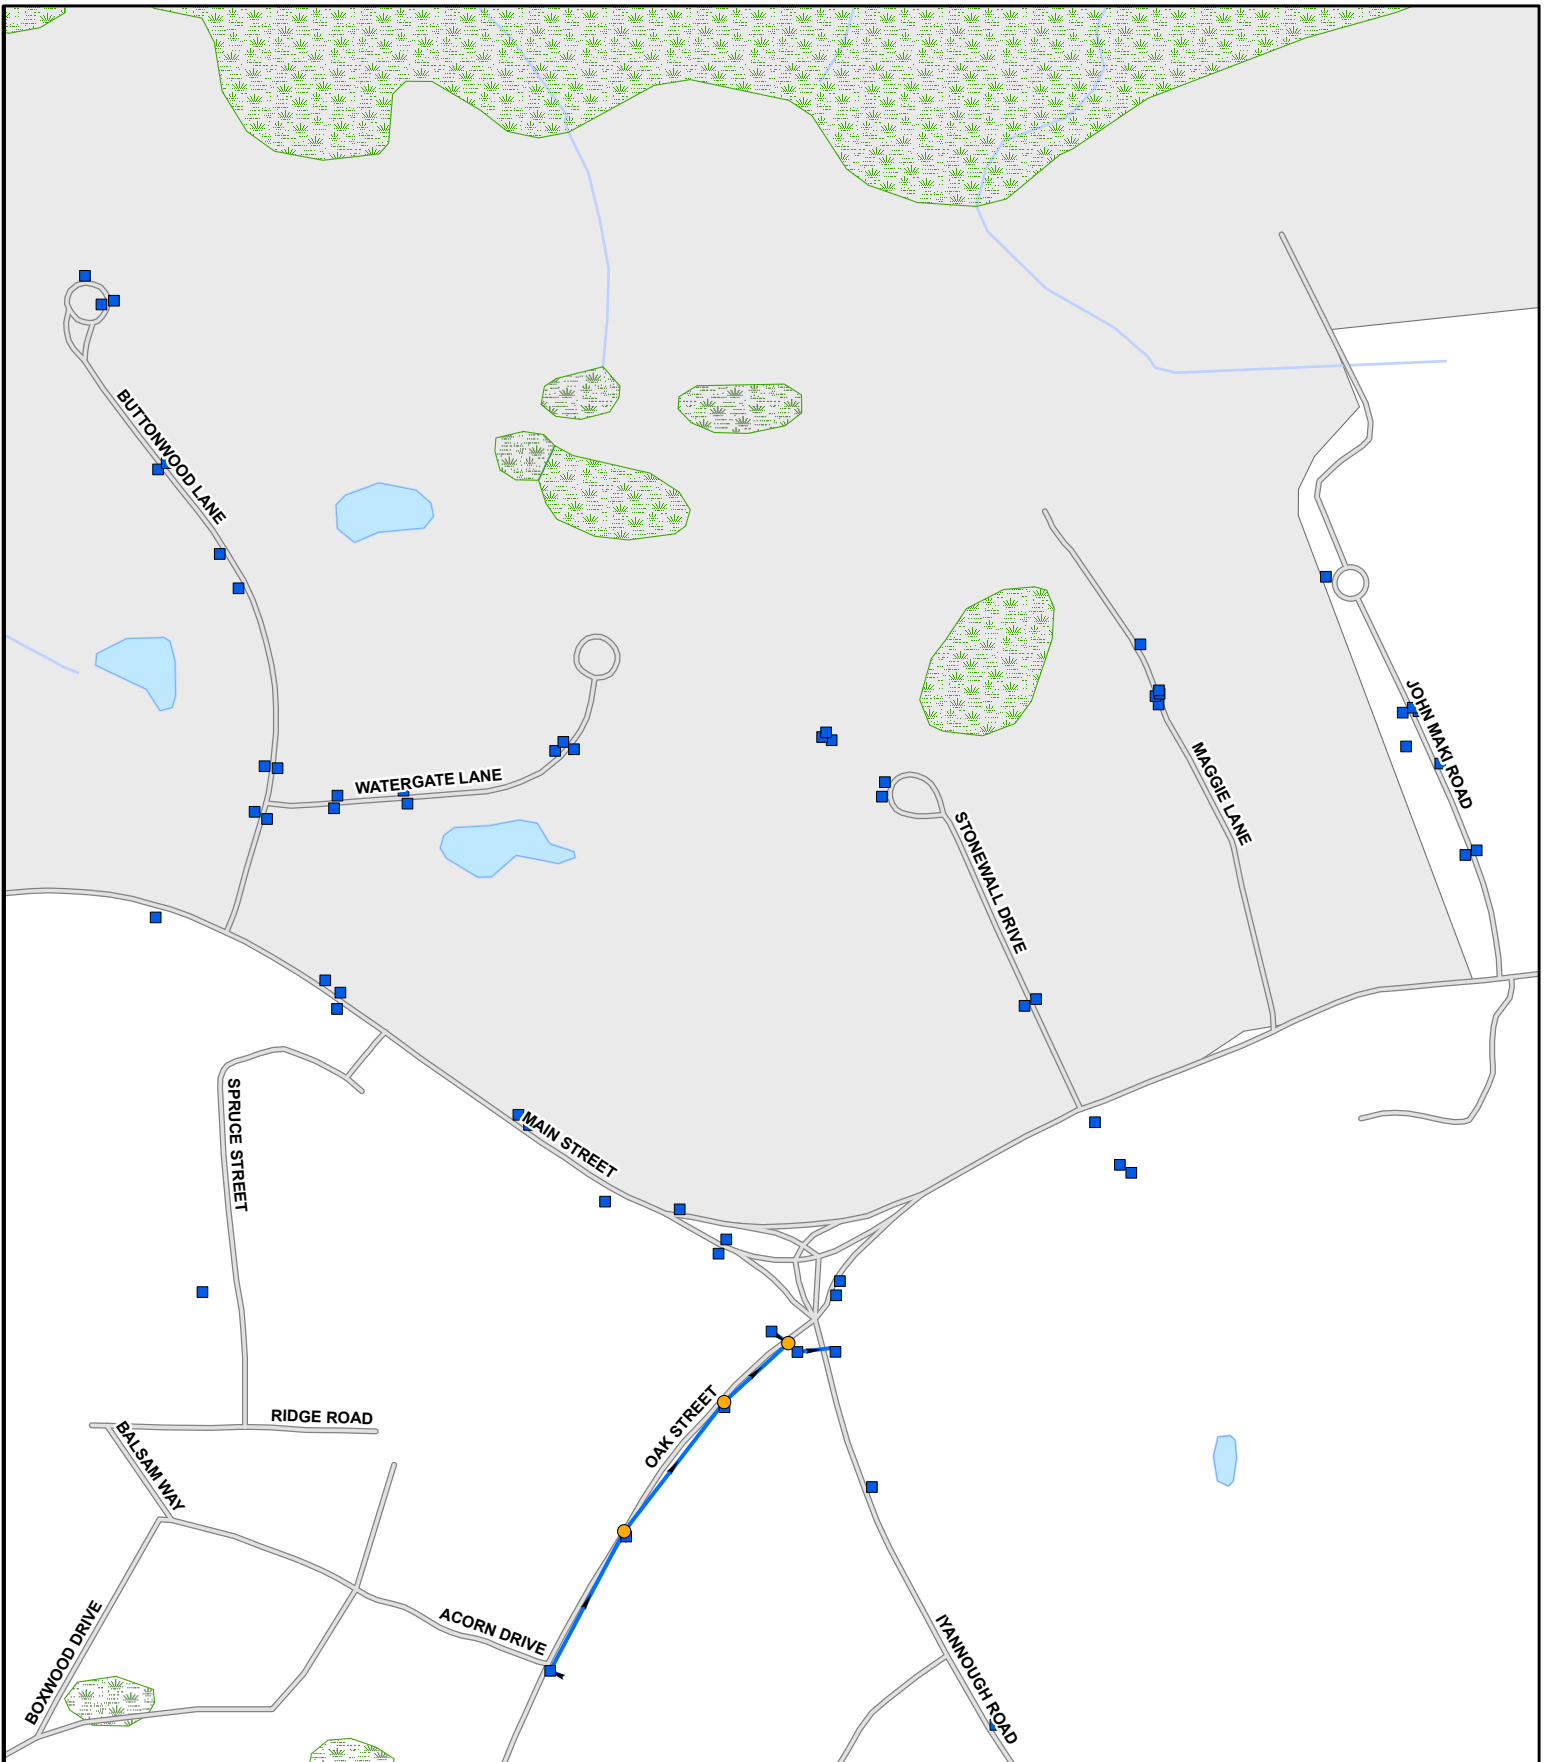 BUTTONWOOD LANE
WATERGATE LANE
JOHN MAKI ROAD
MAGGIE LANE
STONEWALL DRIVE
SPRUCE STREET
MAIN STREET
RIDGE ROAD
OAK STREET
BALSAM WAY
ACORN DRIVE
BOXWOOD DRIVE
IYANNOUGH ROAD